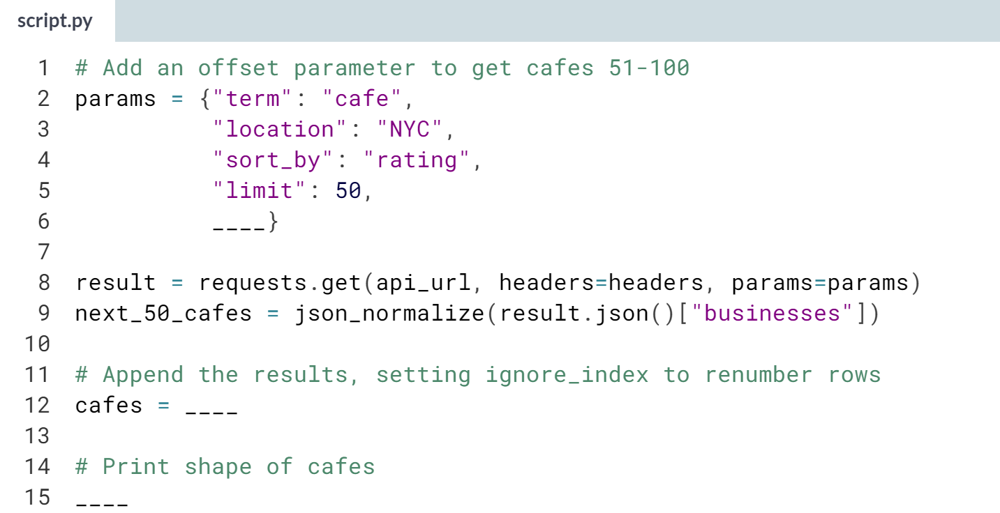 script.py
1 # Add an offset parameter to get cafes 51-100
2 params = {"term": "cafe",
3 "location": "NYC",
4 "sort_by": "rating",
5 "limit": 50,
6 ____}
7
8 result = requests.get(api_url, headers=headers, params=params)
9 next_50_cafes = json_normalize(result.json()["businesses"])
10
11 # Append the results, setting ignore_index to renumber rows
12 cafes = ____
13
14 # Print shape of cafes
15 ____